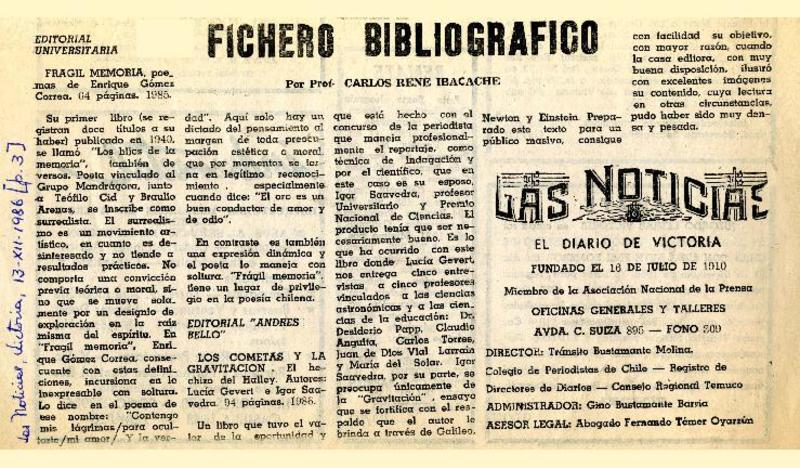 FICHERO BIBLIOGRAFICO
Por Prof. CARLOS RENE IBACACHE
EDITORIAL
UNIVERSITARIA
FRAGIL MEMORIA, poe_
mas de Enrique Gómez
Correa. 64 páginas. 1985.
Su primer libro (se re-
gistran doce títulos a su
haber) publicado en 1940,
se llamó "Los hijos de la
memoria", también de
versos. Poeta vinculado al
Grupo Mandrágora, junto
a Teófilo Cid y Braulio
Arenas, se inscribe como
surrealista. El surrealis-
mo es un movimiento ar-
tístico, en cuanto es de-
sinteresado y no tiende a
resultados prácticos. No
comporta una convicción
previa teórica o moral, si-
no que se mueve sola_
mente por un designio de
exploración en la raíz
misma del espíritu. En
"Fragil memoria", Enri_
que Gómez Correa, conse_
cuente con estas defini_
ciones, incursiona en lo
inexpresable con soltura.
Lo dice en el poema de
ese nombre: "Contengo
mis lágrimas/para ocul_
tarte/mi amor/ Y la ver-
dad". Aquí solo hay un
dictado del pensamiento al
margen de toda preocu-
pación estética o moral,
que por momentos se tor_
na en legítimo reconoci_
miento , especialmente
cuando dice: "El oro es un
buen conductor de amor y
de odio".
En contraste es también
una expresión dinámica y
el poeta lo maneja con
soltura. "Frágil memoria",
tiene un lugar de privile-
gio en la poesía chilena.
EDITORIAL "ANDRES
BELLO"
LOS COMETAS Y LA
GRAVITACION . El he-
chizo del Halley. Autores:
Lucía Gevert e Igor Saa-
vedra. 94 páginas. 1986.
Un libro que tuvo el va-
lor de la oportunidad y
que está hecho con el
concurso de la periodista
que maneja profesional-
mente el reportaje, como
técnica de indagación y
por el científico, que en
este caso es su esposo,
Igor Saavedra, profesor
Universitario y Premio
Nacional de Ciencias. El
producto tenía que ser ne-
cesariamente bueno. Es lo
que ha ocurrido con este
libro donde Lucía Gevert,
nos entrega cinco entre-
vistas a cinco profesores
vinculados a las ciencias
astronómicas y a las cien_
cias de la educación: Dr.
Desiderio Papp, Claudio
Anguita, Carlos Torres,
Juan de Dios Vial Larraín
y María del Solar. Igor
Saavedra, por su parte, se
preocupa únicamente de
la "Gravitación", ensayo
que se fortifica con el res-
paldo que el autor le
brinda a través de Galileo,
Newton y Einstein Prepa-
rado este texto para un
público masivo, consigue
con facilidad su objetivo,
con mayor razón, cuando
la casa editora, con muy
buena disposición, ilustró
con excelentes imágenes
su contenido, cuya lectura
en otras circunstancias,
pudo haber sido muy den-
sa y pesada.
LAS NOTICIAS
EL DIARIO DE VICTORIA
FUNDADO EL 16 DE JULIO DE 1910
Miembro de la Asociación Nacional de la Prensa
OFICINAS GENERALES Y TALLERES
AVDA. C. SUIZA 895 — FONO 309
DIRECTOR: Tránsito Bustamante Molina.
Colegio de Periodistas de Chile — Registro de
Directores de Diarios — Consejo Regional Temuco
ADMINISTRADOR: Gino Bustamante Barría
ASESOR LEGAL: Abogado Fernando Témer Oyarzún
Las Noticias, Victoria, 13-XII-1986 [p.3]